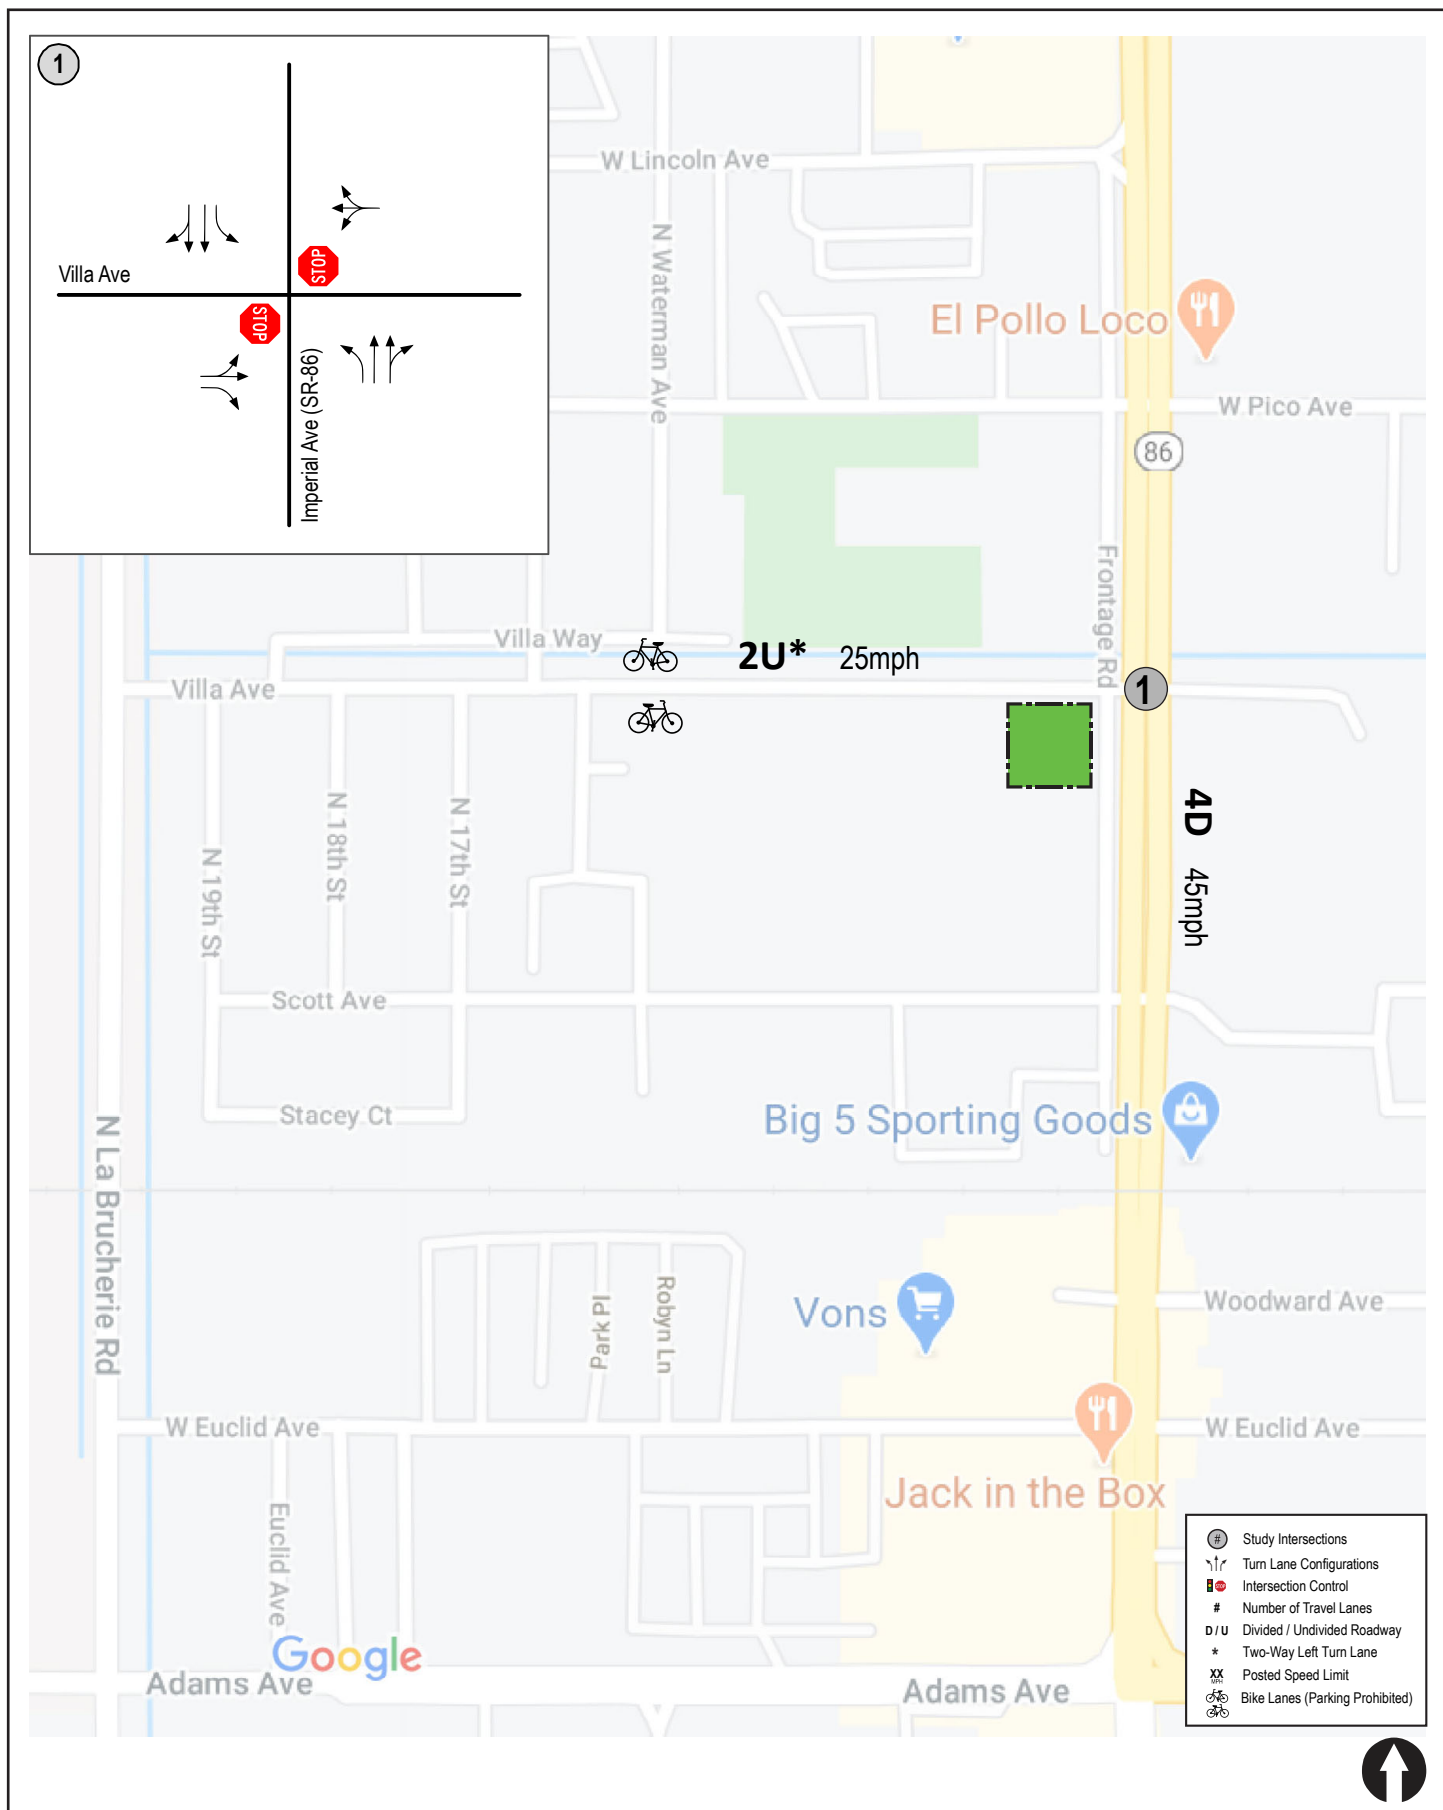 1
Villa Ave
STOP
STOP
Imperial Ave (SR-86)
W Lincoln Ave
N Waterman Ave
El Pollo Loco
W Pico Ave
86
Frontage Rd
Villa Way
2U* 25mph
Villa Ave
1
4D 45mph
N 19th St
N 18th St
N 17th St
Scott Ave
Stacey Ct
Big 5 Sporting Goods
N La Brucherie Rd
Park Pl
Robyn Ln
Vons
Woodward Ave
W Euclid Ave
W Euclid Ave
Jack in the Box
Euclid Ave
Google
Adams Ave
Adams Ave
# Study Intersections
Turn Lane Configurations
STOP Intersection Control
# Number of Travel Lanes
D / U Divided / Undivided Roadway
* Two-Way Left Turn Lane
XX MPH Posted Speed Limit
Bike Lanes (Parking Prohibited)